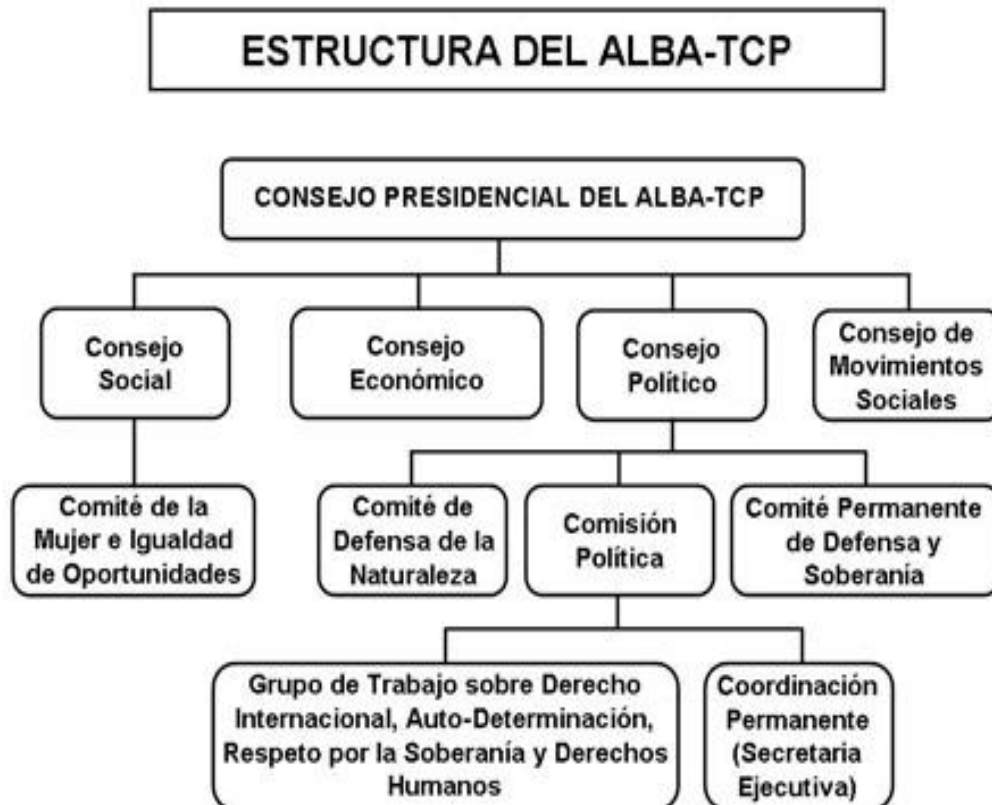 ESTRUCTURA DEL ALBA-TCP
CONSEJO PRESIDENCIAL DEL ALBA-TCP
Consejo
Social
Consejo
Económico
Consejo
Político
Consejo de
Movimientos
Sociales
Comité de la
Mujer e Igualdad
de Oportunidades
Comité de
Defensa de la
Naturaleza
Comisión
Política
Comité Permanente
de Defensa y
Soberanía
Grupo de Trabajo sobre Derecho
Internacional, Auto-Determinación,
Respeto por la Soberanía y Derechos
Humanos
Coordinación
Permanente
(Secretaria
Ejecutiva)